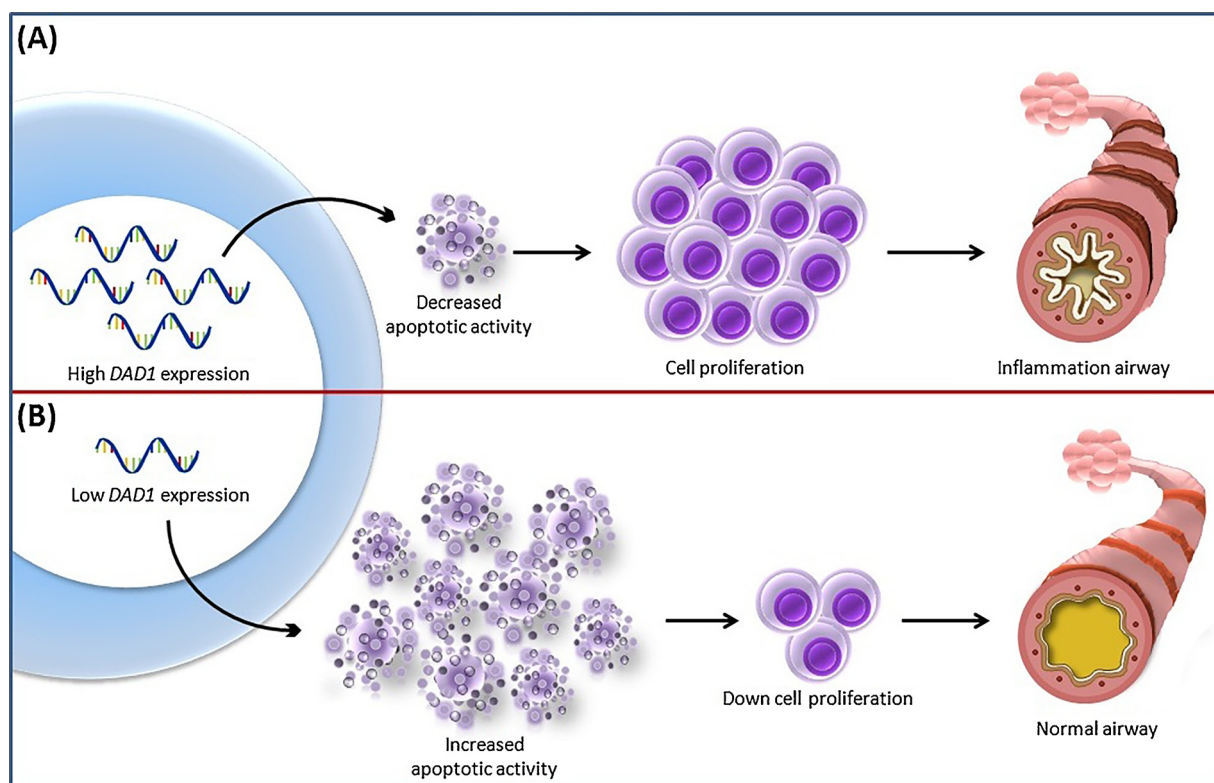 (A)
High DAD1 expression
Decreased
apoptotic activity
Cell proliferation
Inflammation airway
(B)
Low DAD1 expression
Increased
apoptotic activity
Down cell proliferation
Normal airway